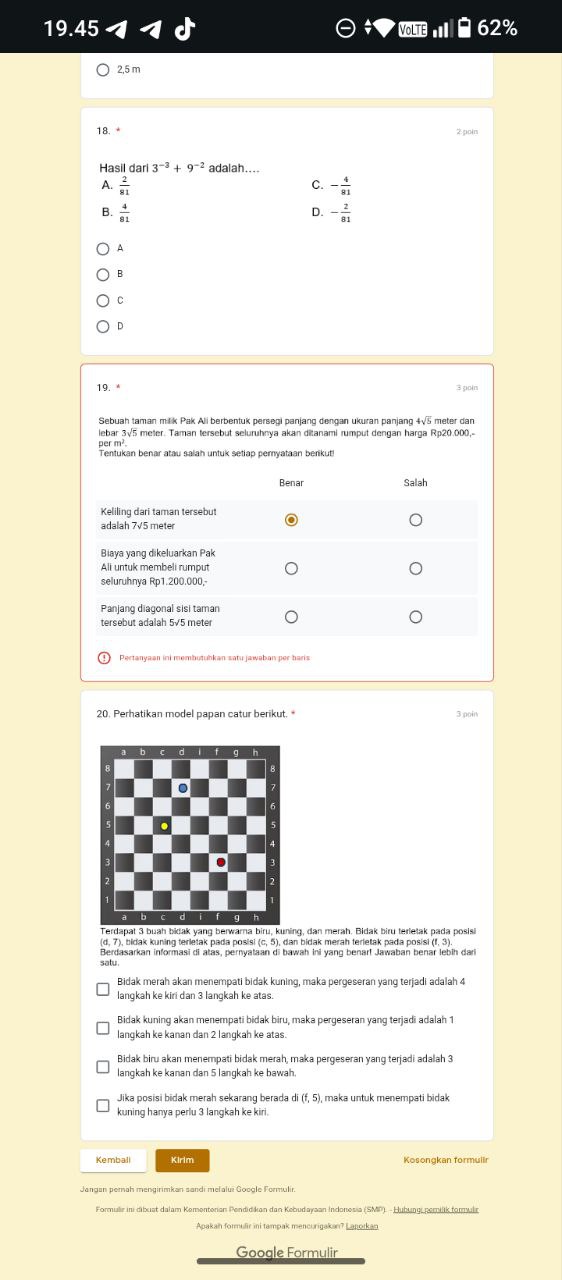 19.45 VoLTE 62%
2,5 m
18. * 2 poin
Hasil dari 3⁻³ + 9⁻² adalah....
A. 2/81 C. −4/81
B. 4/81 D. −2/81
A
B
C
D
19. * 3 poin
Sebuah taman milik Pak Ali berbentuk persegi panjang dengan ukuran panjang 4√5 meter dan
lebar 3√5 meter. Taman tersebut seluruhnya akan ditanami rumput dengan harga Rp20.000,-
per m².
Tentukan benar atau salah untuk setiap pernyataan berikut!
Benar Salah
Keliling dari taman tersebut
adalah 7√5 meter
Biaya yang dikeluarkan Pak
Ali untuk membeli rumput
seluruhnya Rp1.200.000,-
Panjang diagonal sisi taman
tersebut adalah 5√5 meter
Pertanyaan ini membutuhkan satu jawaban per baris
20. Perhatikan model papan catur berikut. * 3 poin
a b c d i f g h
8 8
7 7
6 6
5 5
4 4
3 3
2 2
1 1
a b c d i f g h
Terdapat 3 buah bidak yang berwarna biru, kuning, dan merah. Bidak biru terletak pada posisi
(d, 7), bidak kuning terletak pada posisi (c, 5), dan bidak merah terletak pada posisi (f, 3).
Berdasarkan informasi di atas, pernyataan di bawah ini yang benar! Jawaban benar lebih dari
satu.
Bidak merah akan menempati bidak kuning, maka pergeseran yang terjadi adalah 4
langkah ke kiri dan 3 langkah ke atas.
Bidak kuning akan menempati bidak biru, maka pergeseran yang terjadi adalah 1
langkah ke kanan dan 2 langkah ke atas.
Bidak biru akan menempati bidak merah, maka pergeseran yang terjadi adalah 3
langkah ke kanan dan 5 langkah ke bawah.
Jika posisi bidak merah sekarang berada di (f, 5), maka untuk menempati bidak
kuning hanya perlu 3 langkah ke kiri.
Kembali Kirim Kosongkan formulir
Jangan pernah mengirimkan sandi melalui Google Formulir.
Formulir ini dibuat dalam Kementerian Pendidikan dan Kebudayaan Indonesia (SMP). - Hubungi pemilik formulir
Apakah formulir ini tampak mencurigakan? Laporkan
Google Formulir